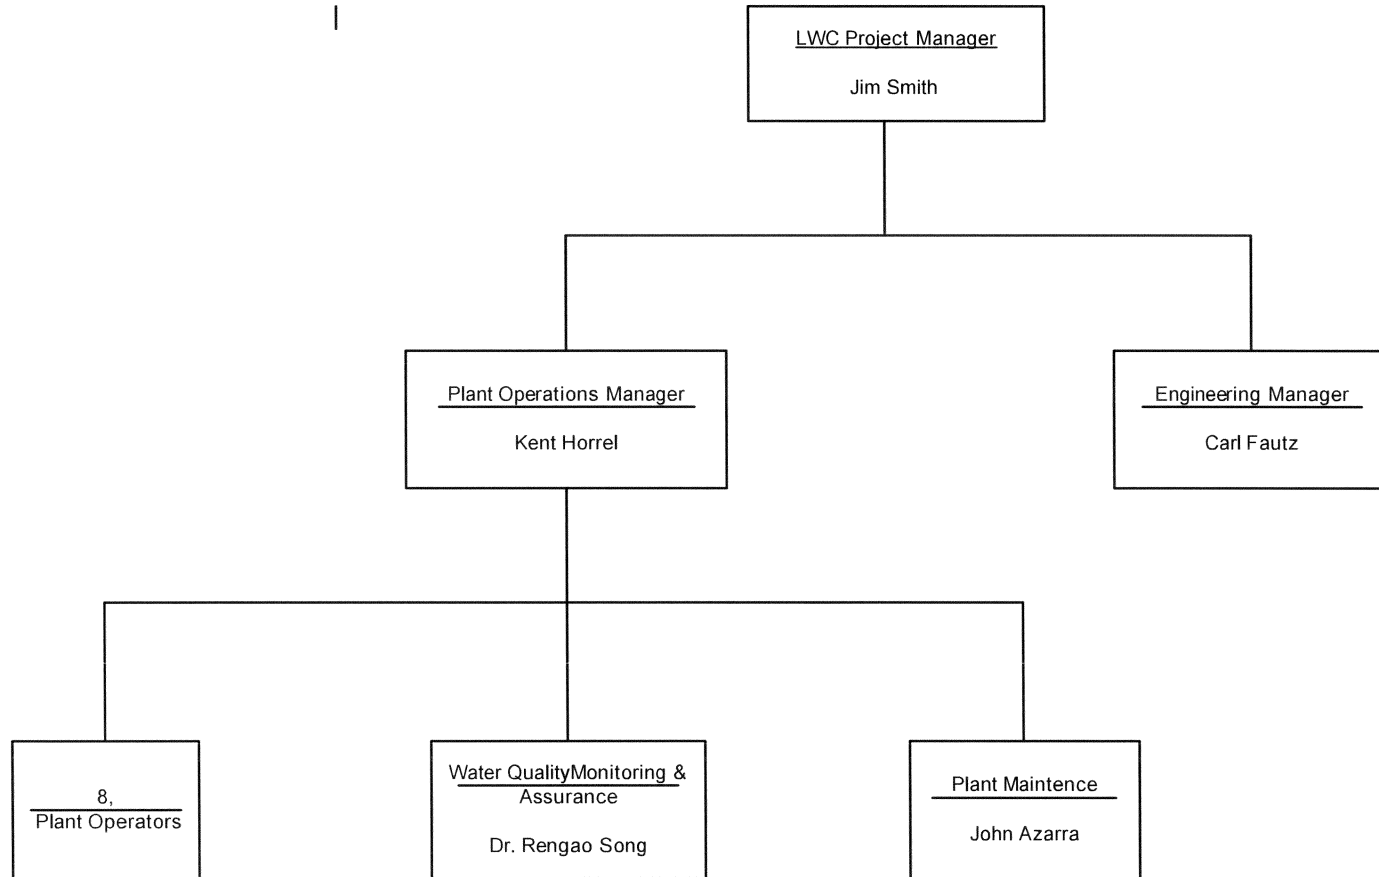 LWC Project Manager
Jim Smith
Plant Operations Manager
Kent Horrel
Engineering Manager
Carl Fautz
8,
Plant Operators
Water QualityMonitoring &
Assurance
Dr. Rengao Song
Plant Maintence
John Azarra